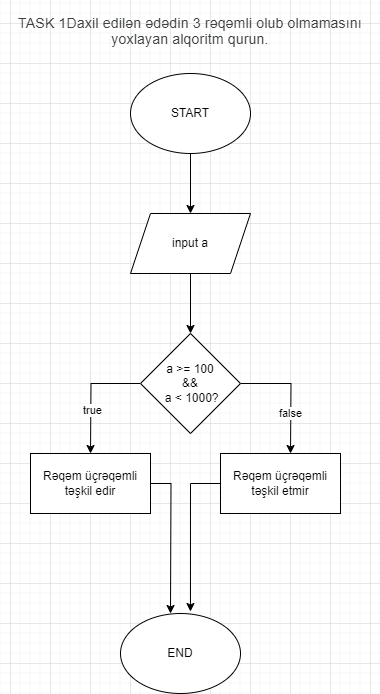 TASK 1Daxil edilən ədədin 3 rəqəmli olub olmamasını
yoxlayan alqoritm qurun.
START
input a
a >= 100
&&
a < 1000?
true
false
Rəqəm üçrəqəmli
təşkil edir
Rəqəm üçrəqəmli
təşkil etmir
END